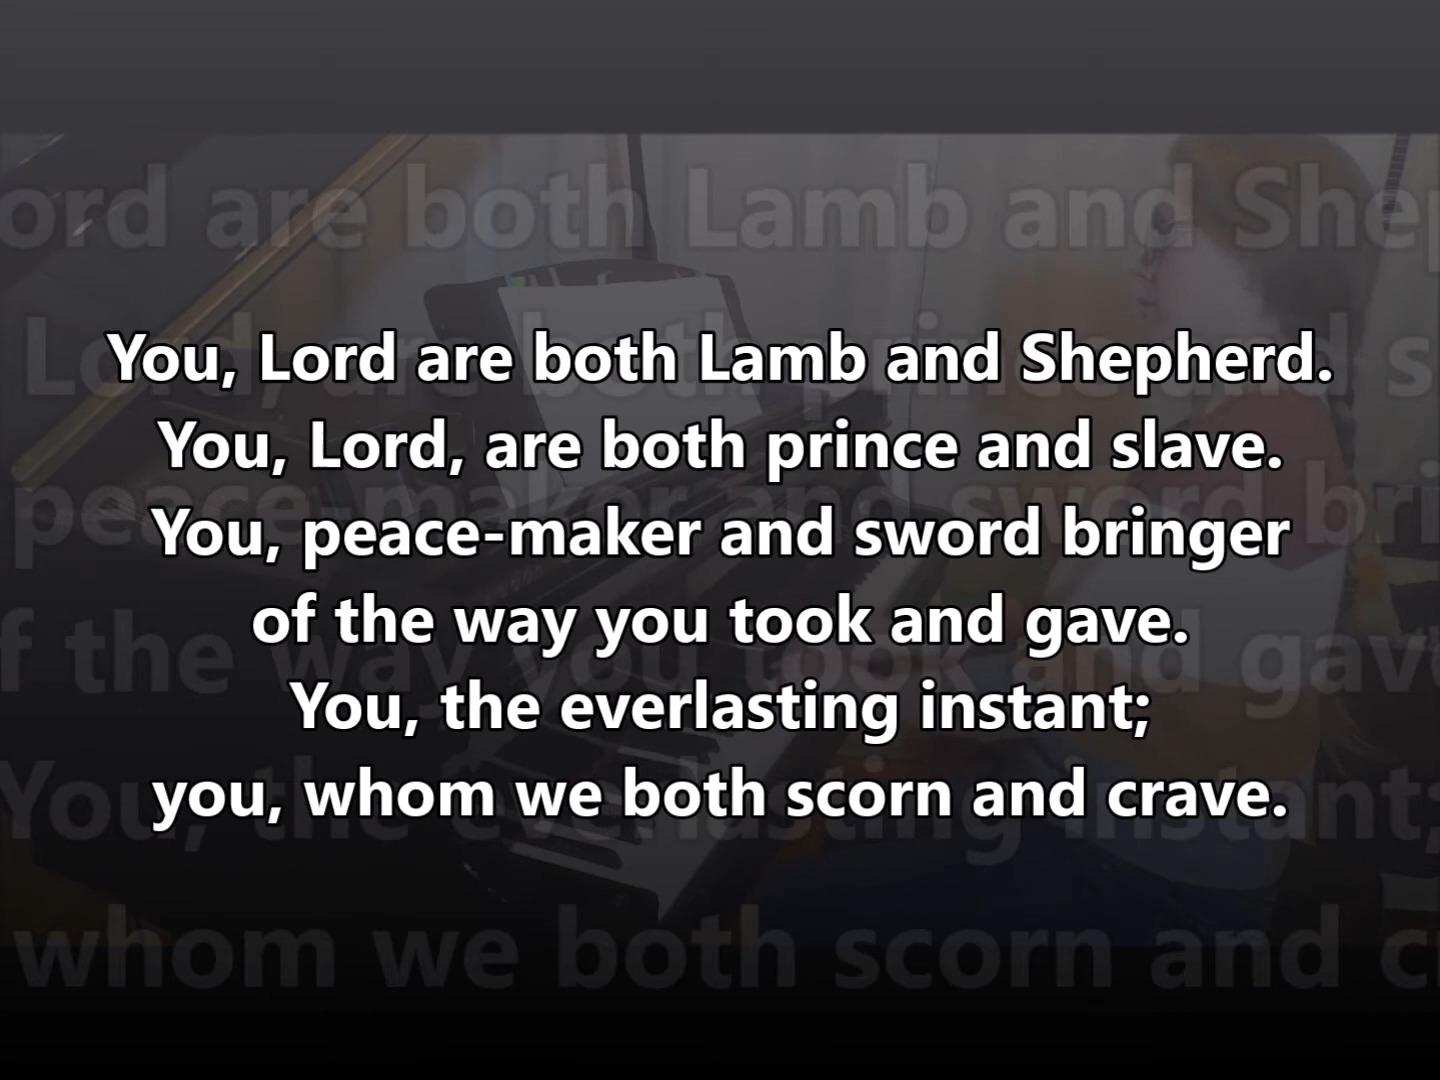 You, Lord are both Lamb and Shepherd.
You, Lord, are both prince and slave.
You, peace-maker and sword bringer
of the way you took and gave.
You, the everlasting instant;
you, whom we both scorn and crave.